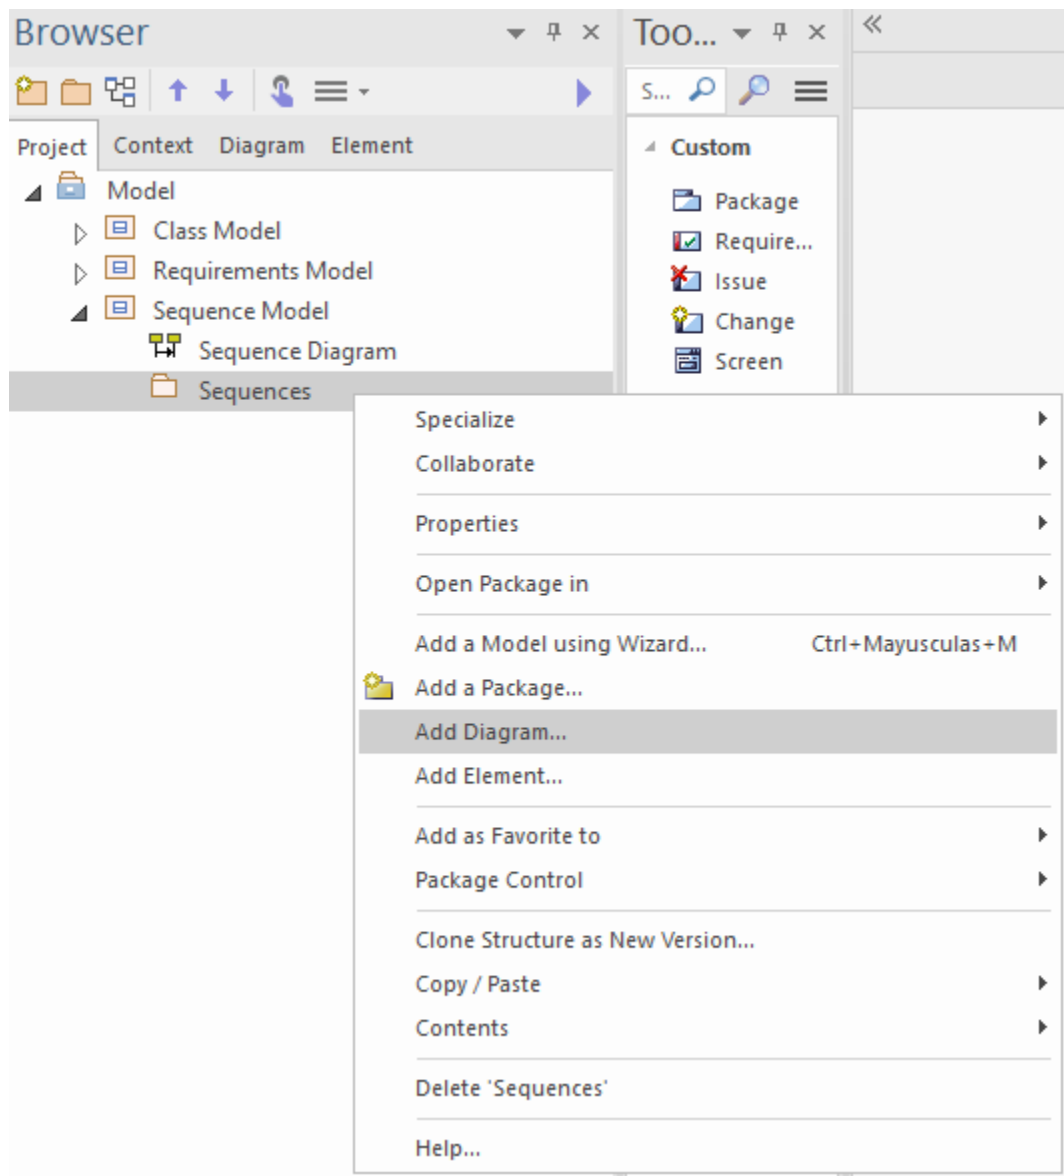 Browser
Too...
S...
Project Context Diagram Element
Custom
Model
Class Model
Requirements Model
Sequence Model
Sequence Diagram
Sequences
Package
Require...
Issue
Change
Screen
Specialize
Collaborate
Properties
Open Package in
Add a Model using Wizard... Ctrl+Mayusculas+M
Add a Package...
Add Diagram...
Add Element...
Add as Favorite to
Package Control
Clone Structure as New Version...
Copy / Paste
Contents
Delete 'Sequences'
Help...